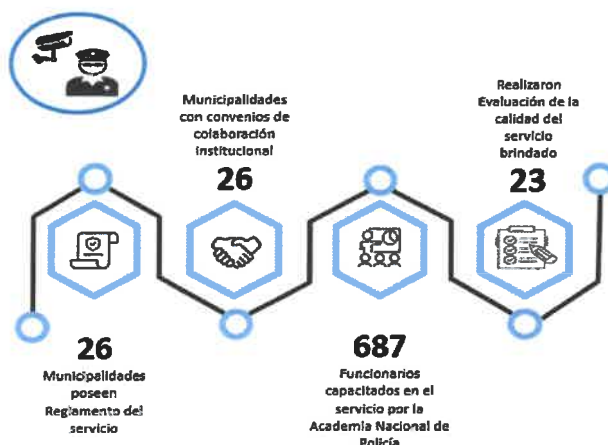 Municipalidades
con convenios de
colaboración
institucional
26
Realizaron
Evaluación de la
calidad del
servicio
brindado
23
26
Municipalidades
poseen
Reglamento del
servicio
687
Funcionarios
capacitados en el
servicio por la
Academia Nacional de
Policía